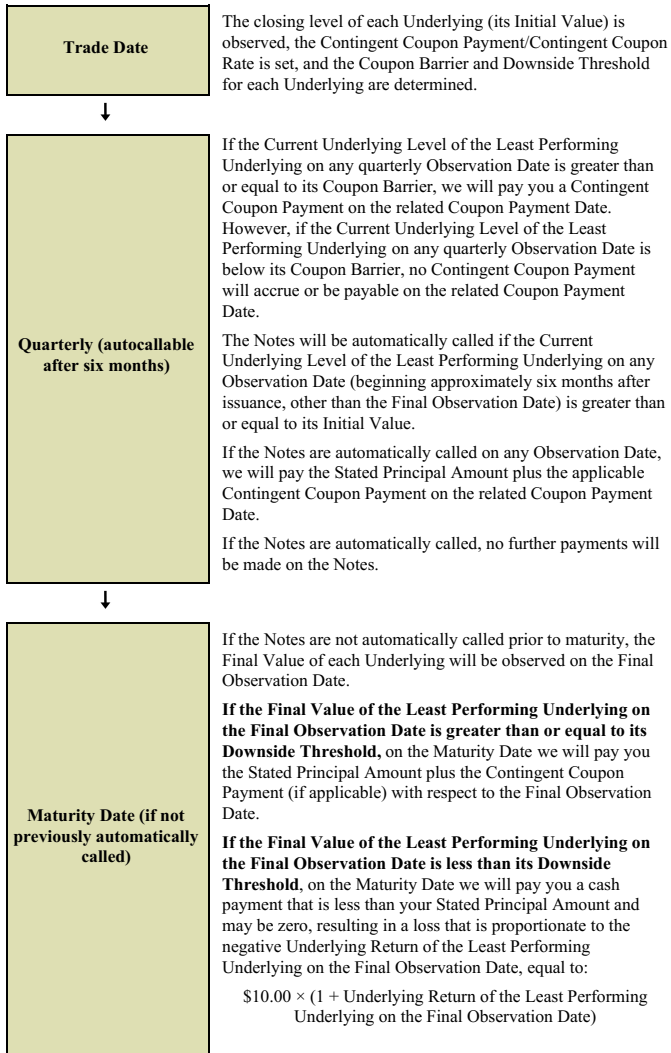 Trade Date
The closing level of each Underlying (its Initial Value) is
observed, the Contingent Coupon Payment/Contingent Coupon
Rate is set, and the Coupon Barrier and Downside Threshold
for each Underlying are determined.
Quarterly (autocallable
after six months)
If the Current Underlying Level of the Least Performing
Underlying on any quarterly Observation Date is greater than
or equal to its Coupon Barrier, we will pay you a Contingent
Coupon Payment on the related Coupon Payment Date.
However, if the Current Underlying Level of the Least
Performing Underlying on any quarterly Observation Date is
below its Coupon Barrier, no Contingent Coupon Payment
will accrue or be payable on the related Coupon Payment
Date.
The Notes will be automatically called if the Current
Underlying Level of the Least Performing Underlying on any
Observation Date (beginning approximately six months after
issuance, other than the Final Observation Date) is greater than
or equal to its Initial Value.
If the Notes are automatically called on any Observation Date,
we will pay the Stated Principal Amount plus the applicable
Contingent Coupon Payment on the related Coupon Payment
Date.
If the Notes are automatically called, no further payments will
be made on the Notes.
Maturity Date (if not
previously automatically
called)
If the Notes are not automatically called prior to maturity, the
Final Value of each Underlying will be observed on the Final
Observation Date.
If the Final Value of the Least Performing Underlying on
the Final Observation Date is greater than or equal to its
Downside Threshold, on the Maturity Date we will pay you
the Stated Principal Amount plus the Contingent Coupon
Payment (if applicable) with respect to the Final Observation
Date.
If the Final Value of the Least Performing Underlying on
the Final Observation Date is less than its Downside
Threshold, on the Maturity Date we will pay you a cash
payment that is less than your Stated Principal Amount and
may be zero, resulting in a loss that is proportionate to the
negative Underlying Return of the Least Performing
Underlying on the Final Observation Date, equal to:
$10.00 × (1 + Underlying Return of the Least Performing
Underlying on the Final Observation Date)